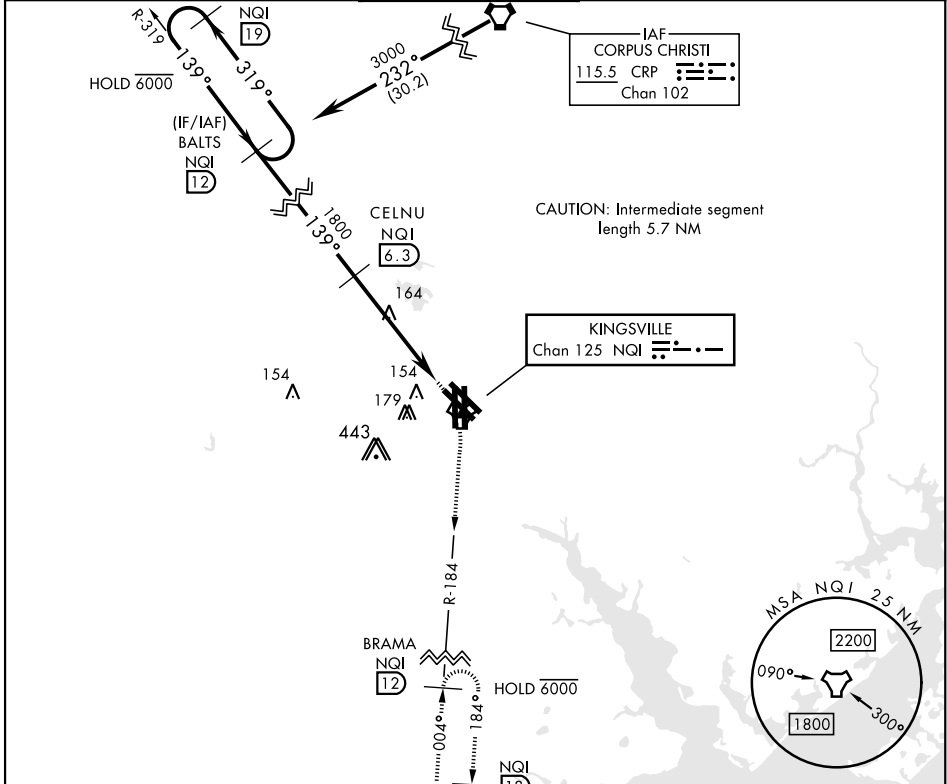 NQI
19
R-319
139°
319°
HOLD 6000
3000
232°
(30.2)
IAF
CORPUS CHRISTI
115.5 CRP
Chan 102
(IF/IAF)
BALTS
NQI
12
1800
139°
CELNU
NQI
6.3
CAUTION: Intermediate segment
length 5.7 NM
164
KINGSVILLE
Chan 125 NQI
154
154
179
443
R-184
BRAMA
NQI
12
HOLD 6000
004°
184°
NQI
MSA NQI 25 NM
2200
090°
1800
300°